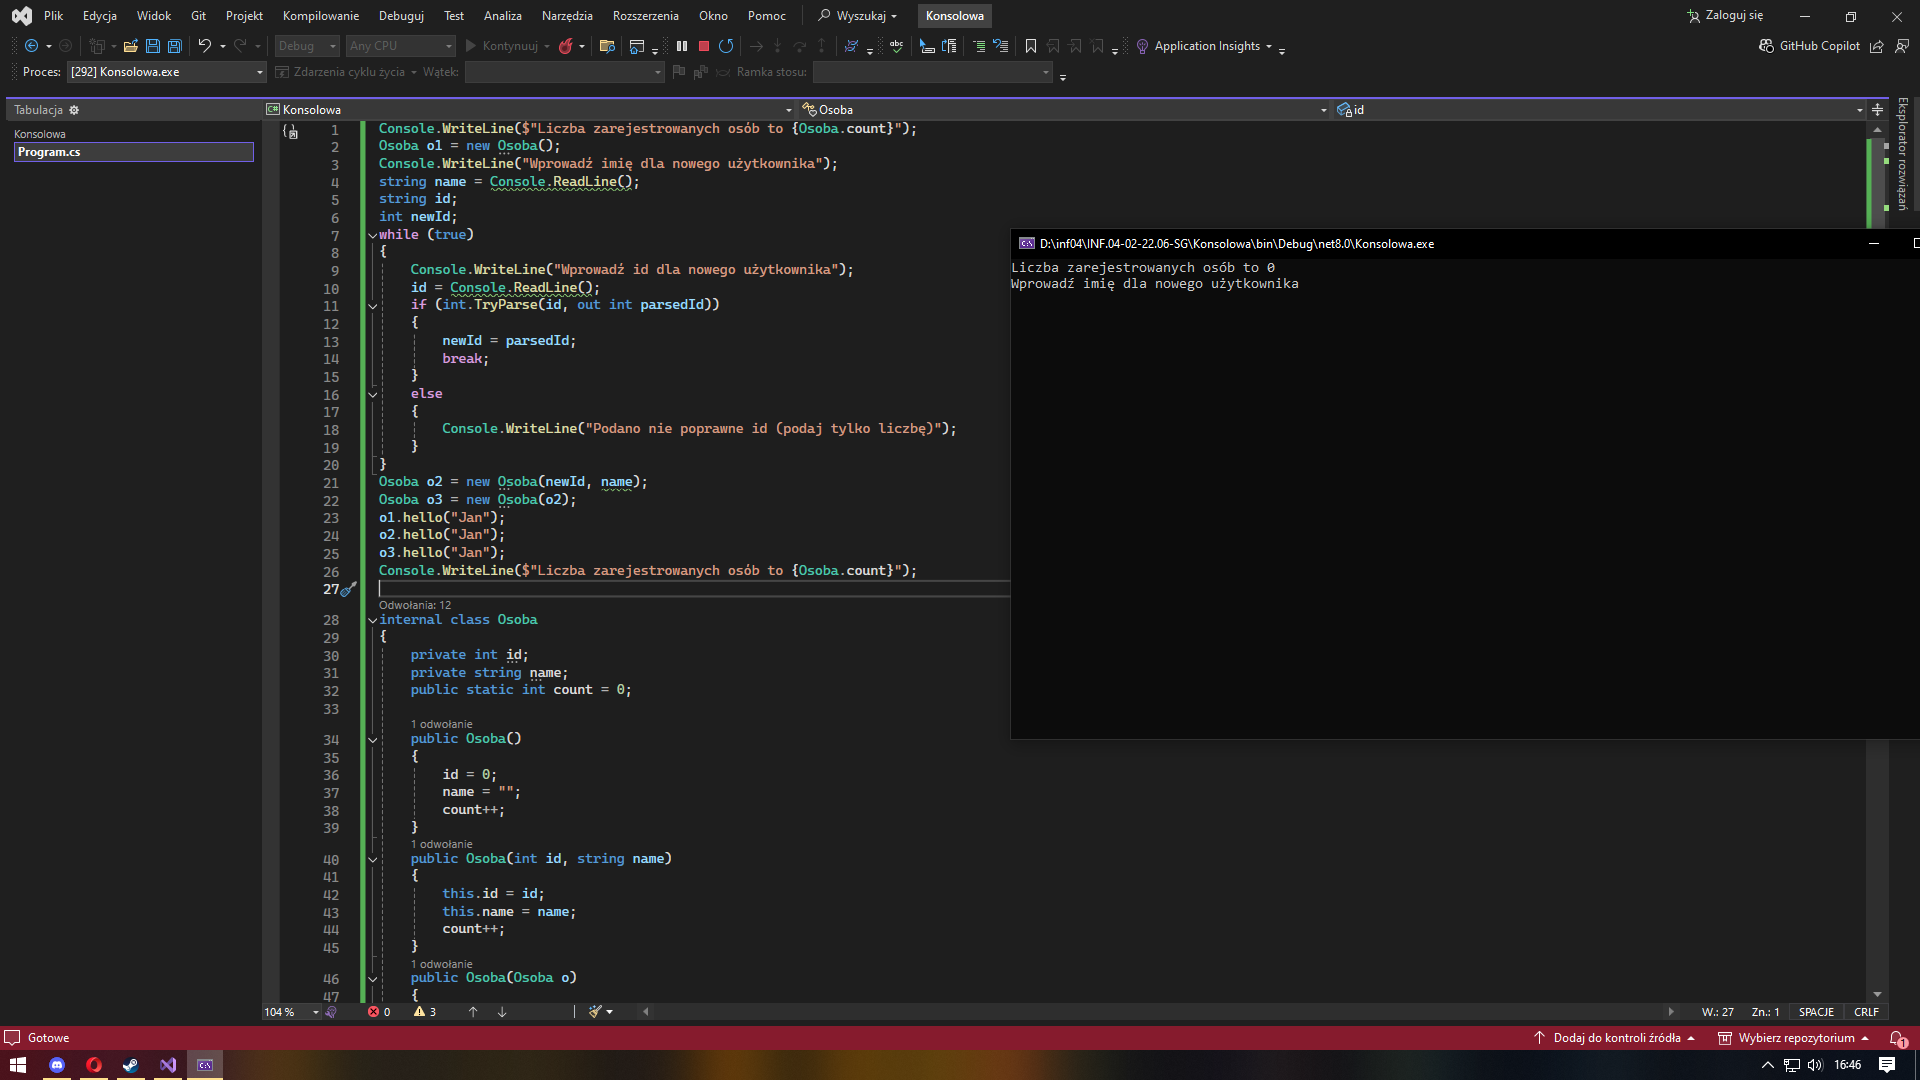 Plik Edycja Widok Git Projekt Kompilowanie Debuguj Test Analiza Narzędzia Rozszerzenia Okno Pomoc Wyszukaj Konsolowa Zaloguj się
Debug Any CPU Kontynuuj abc Application Insights GitHub Copilot
Proces: [292] Konsolowa.exe Zdarzenia cyklu życia Wątek: Ramka stosu:
Tabulacja
Konsolowa
Program.cs
Eksplorator rozwiązań
C# Konsolowa Osoba id
1 Console.WriteLine($"Liczba zarejestrowanych osób to {Osoba.count}");
2 Osoba o1 = new Osoba();
3 Console.WriteLine("Wprowadź imię dla nowego użytkownika");
4 string name = Console.ReadLine();
5 string id;
6 int newId;
7 while (true)
8 {
9 Console.WriteLine("Wprowadź id dla nowego użytkownika");
10 id = Console.ReadLine();
11 if (int.TryParse(id, out int parsedId))
12 {
13 newId = parsedId;
14 break;
15 }
16 else
17 {
18 Console.WriteLine("Podano nie poprawne id (podaj tylko liczbę)");
19 }
20 }
21 Osoba o2 = new Osoba(newId, name);
22 Osoba o3 = new Osoba(o2);
23 o1.hello("Jan");
24 o2.hello("Jan");
25 o3.hello("Jan");
26 Console.WriteLine($"Liczba zarejestrowanych osób to {Osoba.count}");
27
Odwołania: 12
28 internal class Osoba
29 {
30 private int id;
31 private string name;
32 public static int count = 0;
33
1 odwołanie
34 public Osoba()
35 {
36 id = 0;
37 name = "";
38 count++;
39 }
1 odwołanie
40 public Osoba(int id, string name)
41 {
42 this.id = id;
43 this.name = name;
44 count++;
45 }
1 odwołanie
46 public Osoba(Osoba o)
47 {
D:\inf04\INF.04-02-22.06-SG\Konsolowa\bin\Debug\net8.0\Konsolowa.exe
Liczba zarejestrowanych osób to 0
Wprowadź imię dla nowego użytkownika
104 % 0 3 W.: 27 Zn.: 1 SPACJE CRLF
Gotowe Dodaj do kontroli źródła Wybierz repozytorium 1
16:46